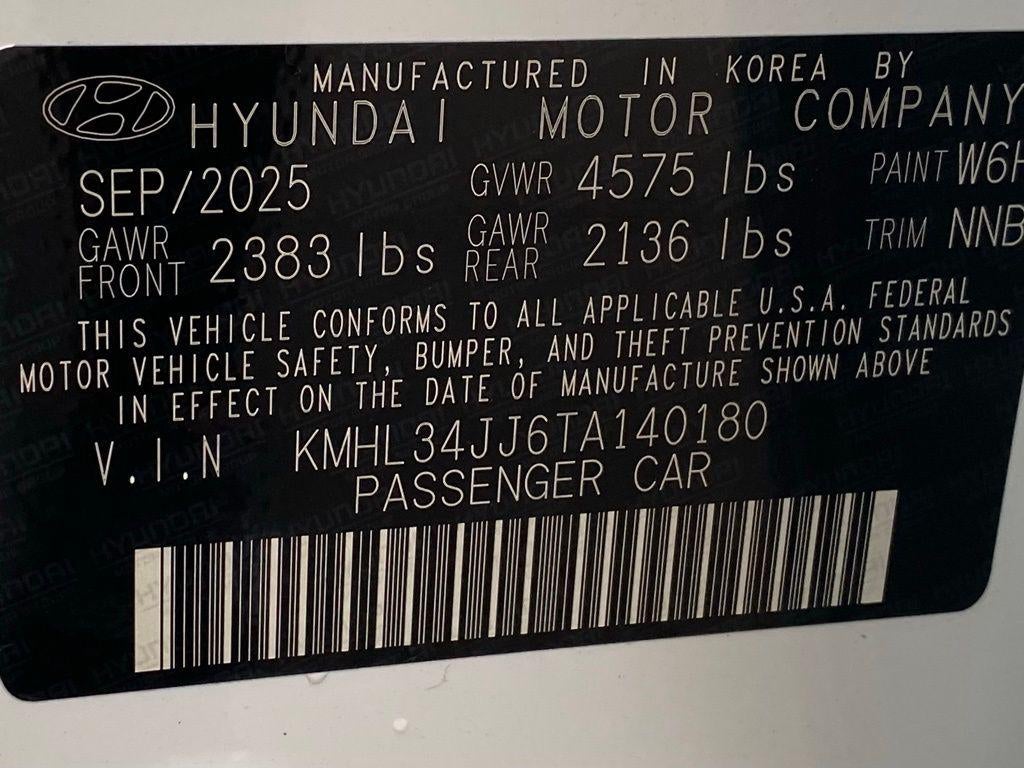 MANUFACTURED IN KOREA BY
HYUNDAI MOTOR COMPANY
SEP/2025 GVWR 4575 lbs PAINT W6H
GAWR FRONT 2383 lbs GAWR REAR 2136 lbs TRIM NNB
THIS VEHICLE CONFORMS TO ALL APPLICABLE U.S.A. FEDERAL
MOTOR VEHICLE SAFETY, BUMPER, AND THEFT PREVENTION STANDARDS
IN EFFECT ON THE DATE OF MANUFACTURE SHOWN ABOVE
V.I.N KMHL34JJ6TA140180
PASSENGER CAR